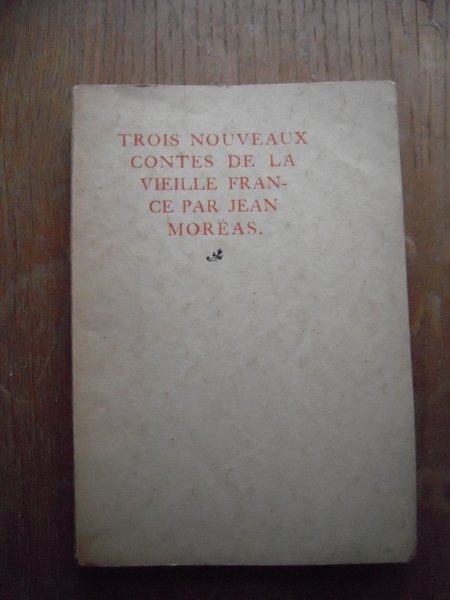 TROIS NOUVEAUX
CONTES DE LA
VIEILLE FRAN-
CE PAR JEAN
MORÉAS.